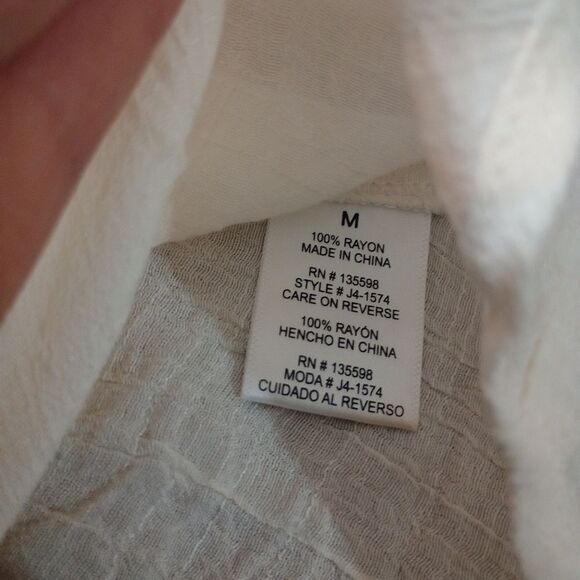 M
100% RAYON
MADE IN CHINA
RN # 135598
STYLE # J4-1574
CARE ON REVERSE
100% RAYÓN
HENCHO EN CHINA
RN # 135598
MODA # J4-1574
CUIDADO AL REVERSO